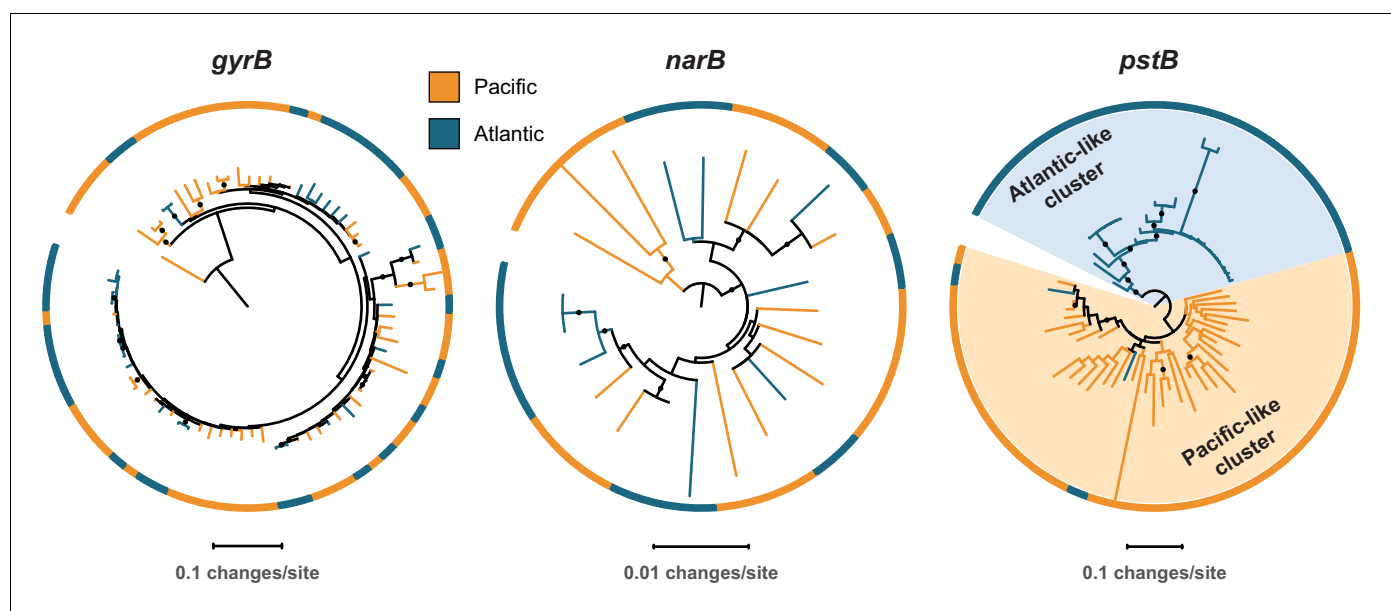 gyrB
narB
pstB
Pacific
Atlantic
Atlantic-like
cluster
Pacific-like
cluster
0.1 changes/site
0.01 changes/site
0.1 changes/site